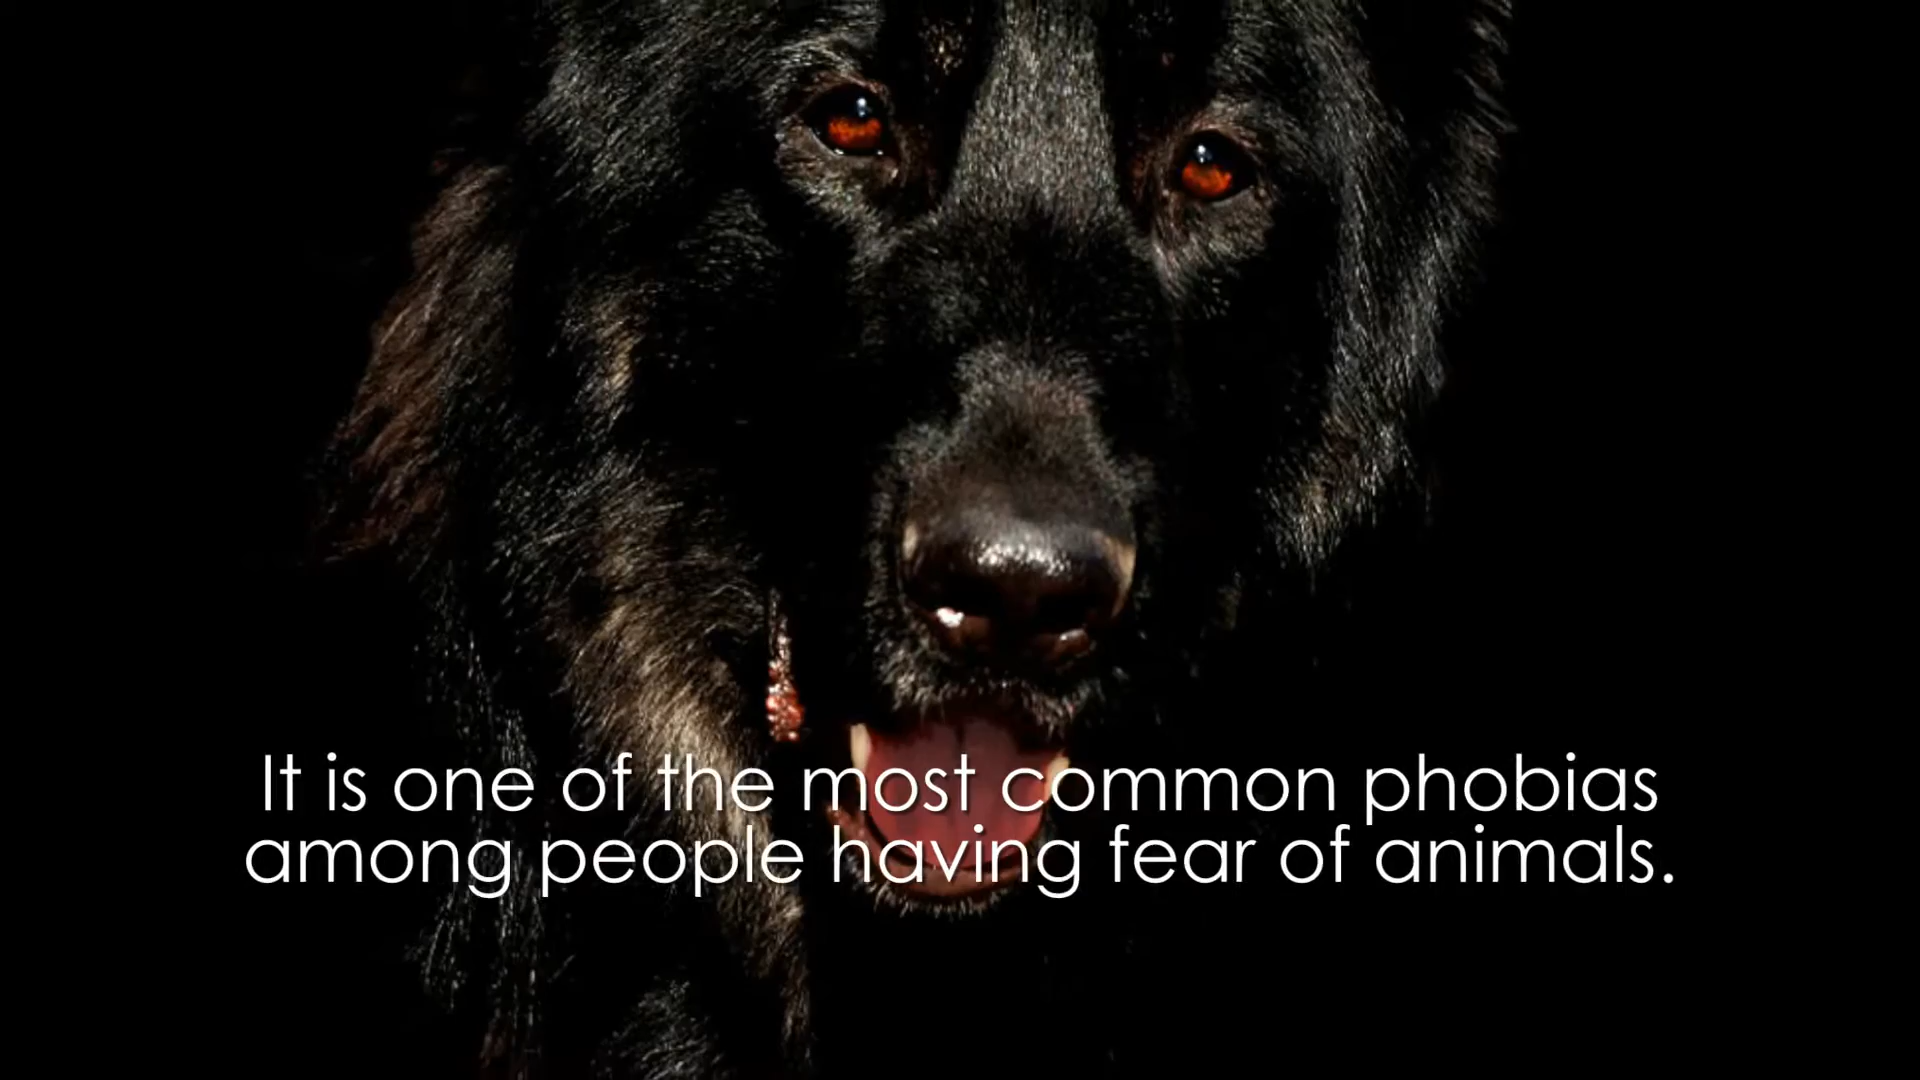 It is one of the most common phobias
among people having fear of animals.